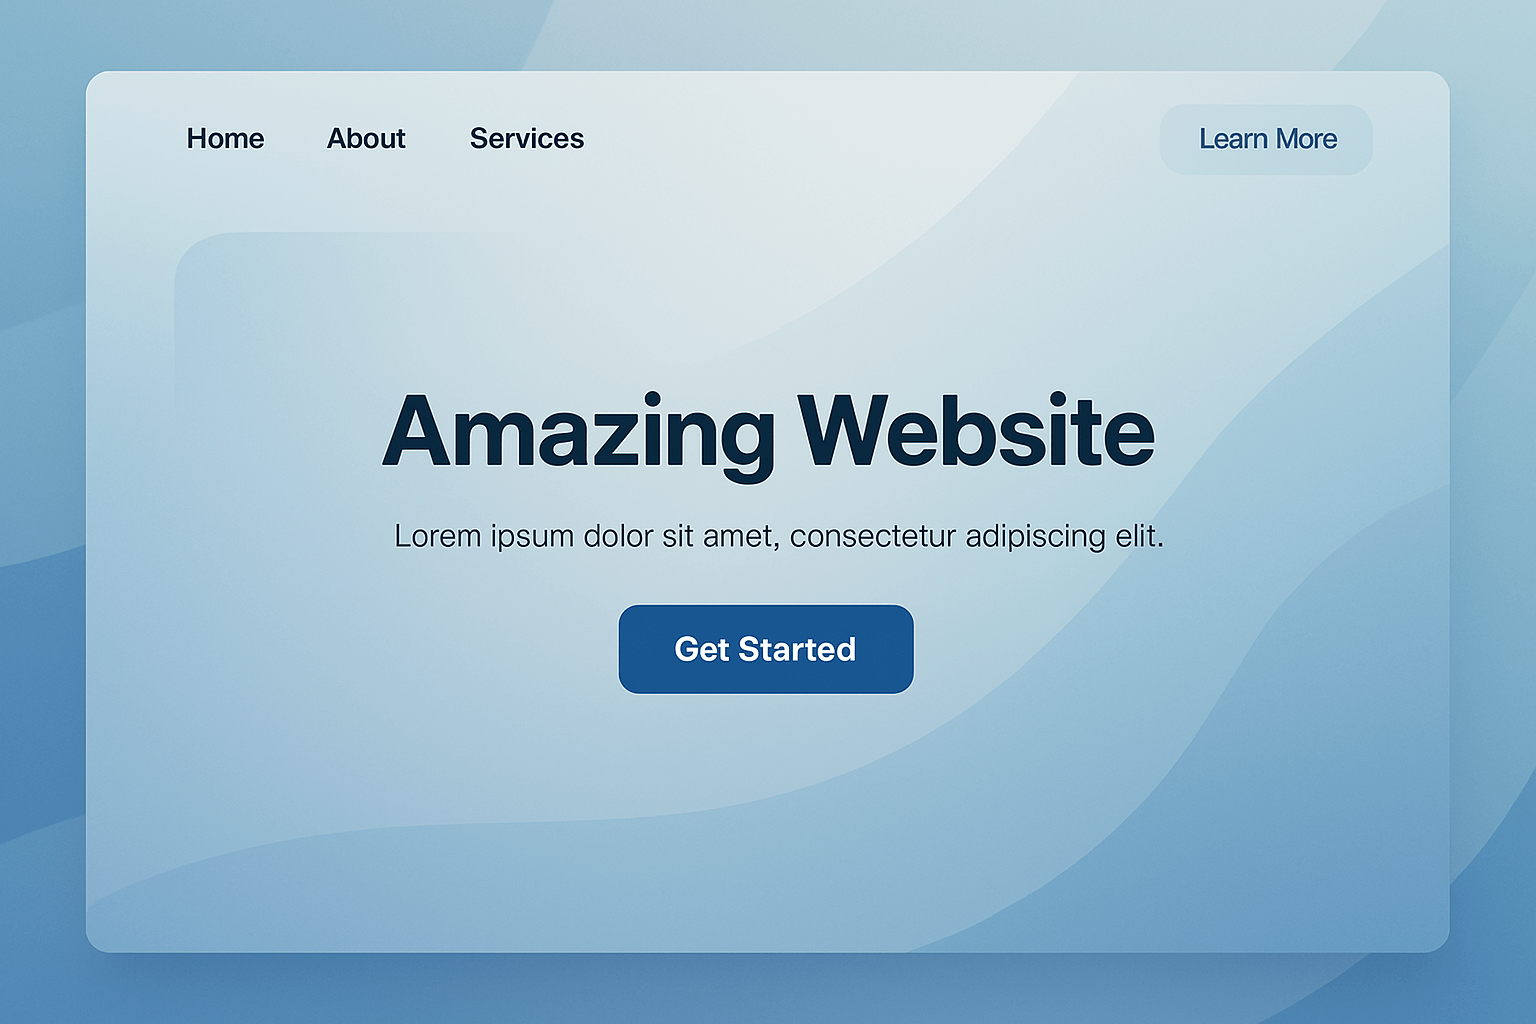 Home About Services Learn More
Amazing Website
Lorem ipsum dolor sit amet, consectetur adipiscing elit.
Get Started